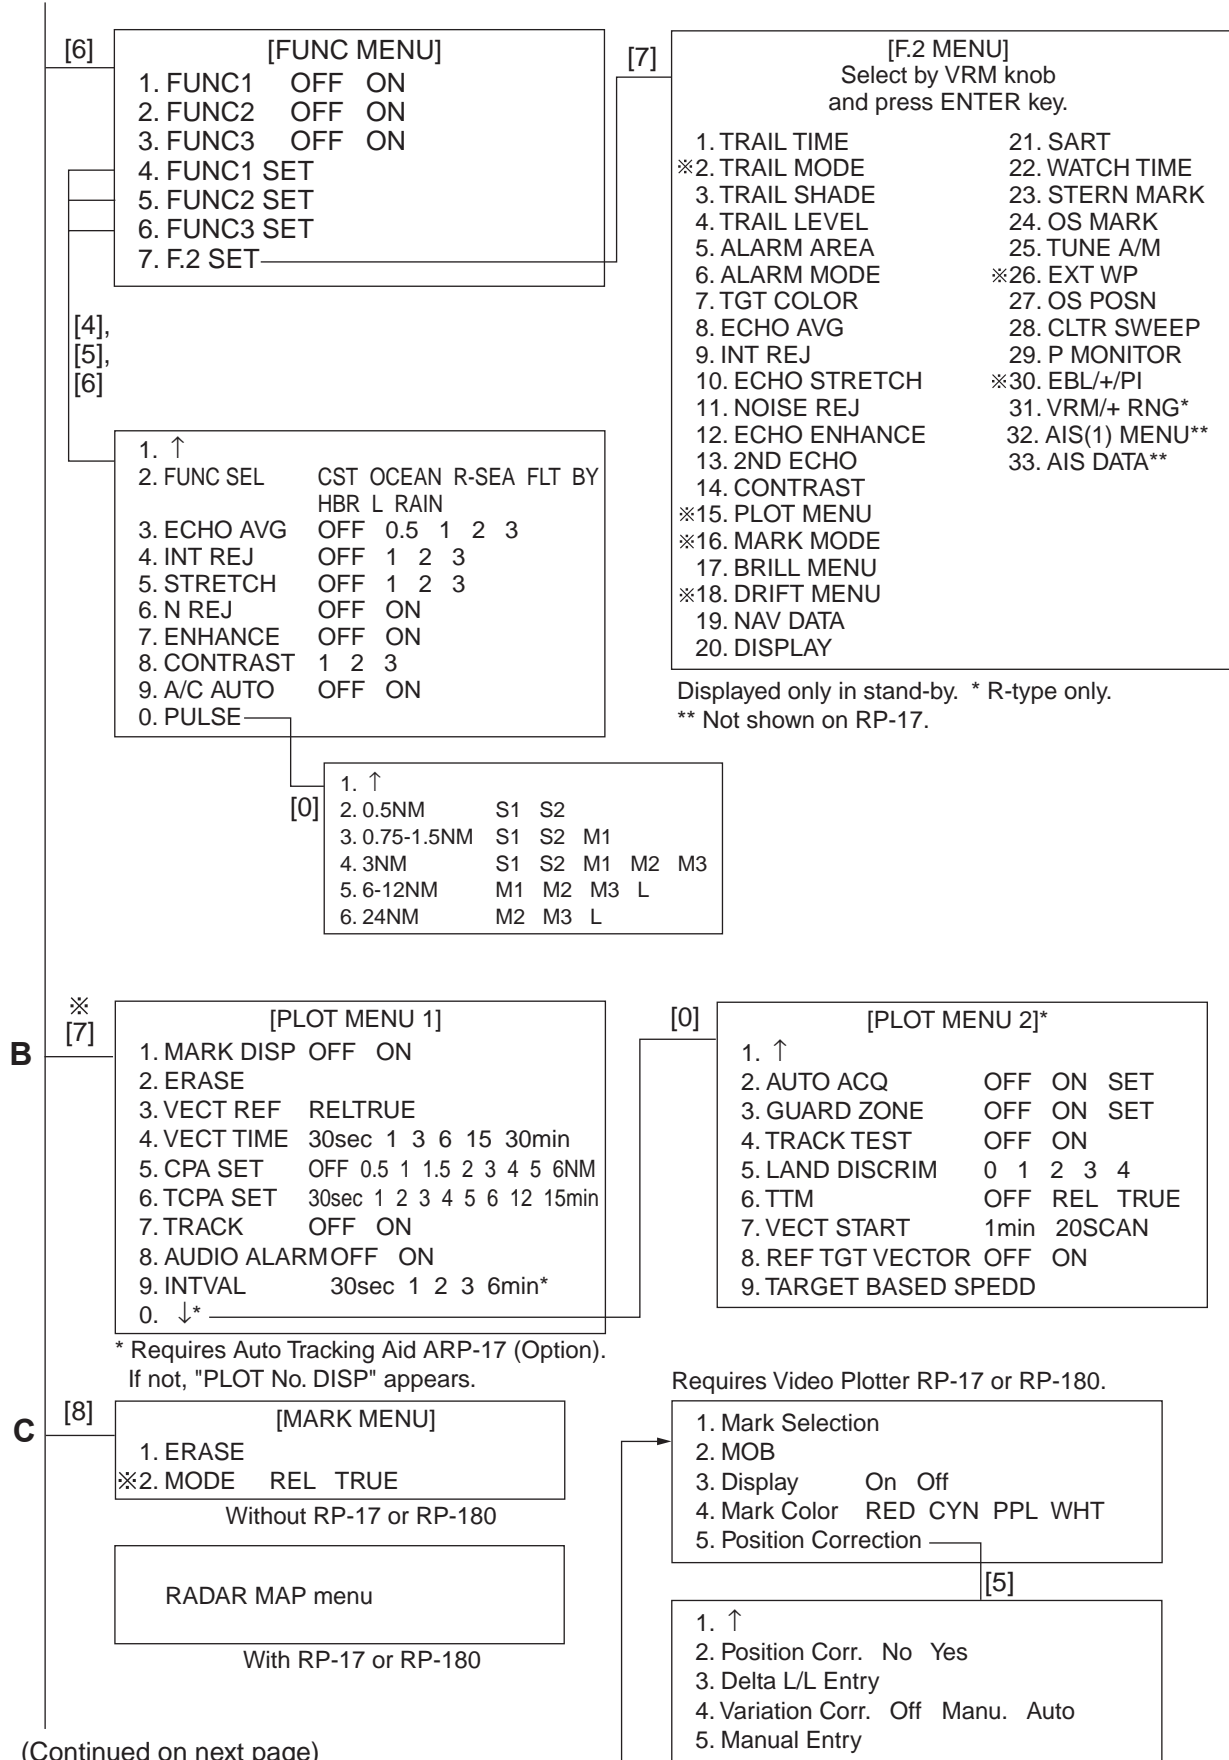 [6]
[FUNC MENU]
1. FUNC1 OFF ON
2. FUNC2 OFF ON
3. FUNC3 OFF ON
4. FUNC1 SET
5. FUNC2 SET
6. FUNC3 SET
7. F.2 SET
[7]
[F.2 MENU]
Select by VRM knob
and press ENTER key.
1. TRAIL TIME
※2. TRAIL MODE
3. TRAIL SHADE
4. TRAIL LEVEL
5. ALARM AREA
6. ALARM MODE
7. TGT COLOR
8. ECHO AVG
9. INT REJ
10. ECHO STRETCH
11. NOISE REJ
12. ECHO ENHANCE
13. 2ND ECHO
14. CONTRAST
※15. PLOT MENU
※16. MARK MODE
17. BRILL MENU
※18. DRIFT MENU
19. NAV DATA
20. DISPLAY
21. SART
22. WATCH TIME
23. STERN MARK
24. OS MARK
25. TUNE A/M
※26. EXT WP
27. OS POSN
28. CLTR SWEEP
29. P MONITOR
※30. EBL/+/PI
31. VRM/+ RNG*
32. AIS(1) MENU**
33. AIS DATA**
Displayed only in stand-by. * R-type only.
** Not shown on RP-17.
[4],
[5],
[6]
1. ↑
2. FUNC SEL CST OCEAN R-SEA FLT BY
HBR L RAIN
3. ECHO AVG OFF 0.5 1 2 3
4. INT REJ OFF 1 2 3
5. STRETCH OFF 1 2 3
6. N REJ OFF ON
7. ENHANCE OFF ON
8. CONTRAST 1 2 3
9. A/C AUTO OFF ON
0. PULSE
[0]
1. ↑
2. 0.5NM S1 S2
3. 0.75-1.5NM S1 S2 M1
4. 3NM S1 S2 M1 M2 M3
5. 6-12NM M1 M2 M3 L
6. 24NM M2 M3 L
B
※
[7]
[PLOT MENU 1]
1. MARK DISP OFF ON
2. ERASE
3. VECT REF RELTRUE
4. VECT TIME 30sec 1 3 6 15 30min
5. CPA SET OFF 0.5 1 1.5 2 3 4 5 6NM
6. TCPA SET 30sec 1 2 3 4 5 6 12 15min
7. TRACK OFF ON
8. AUDIO ALARMOFF ON
9. INTVAL 30sec 1 2 3 6min*
0. ↓*
* Requires Auto Tracking Aid ARP-17 (Option).
If not, "PLOT No. DISP" appears.
[0]
[PLOT MENU 2]*
1. ↑
2. AUTO ACQ OFF ON SET
3. GUARD ZONE OFF ON SET
4. TRACK TEST OFF ON
5. LAND DISCRIM 0 1 2 3 4
6. TTM OFF REL TRUE
7. VECT START 1min 20SCAN
8. REF TGT VECTOR OFF ON
9. TARGET BASED SPEDD
C
[8]
[MARK MENU]
1. ERASE
※2. MODE REL TRUE
Without RP-17 or RP-180
RADAR MAP menu
With RP-17 or RP-180
Requires Video Plotter RP-17 or RP-180.
1. Mark Selection
2. MOB
3. Display On Off
4. Mark Color RED CYN PPL WHT
5. Position Correction
[5]
1. ↑
2. Position Corr. No Yes
3. Delta L/L Entry
4. Variation Corr. Off Manu. Auto
5. Manual Entry
(Continued on next page)